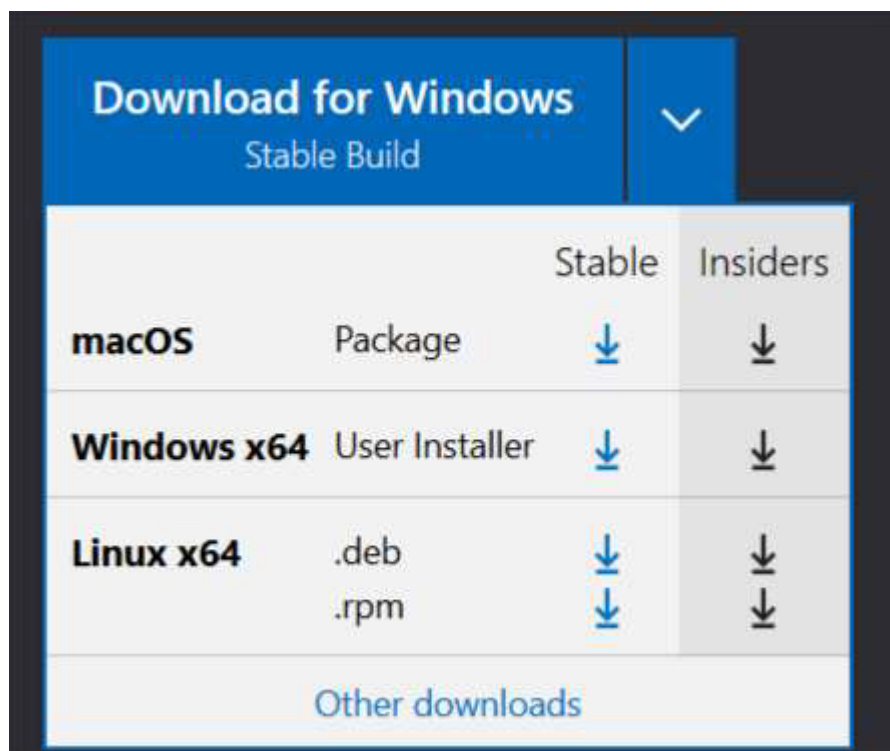 Download for Windows
Stable Build
Stable Insiders
macOS Package
Windows x64 User Installer
Linux x64 .deb
.rpm
Other downloads